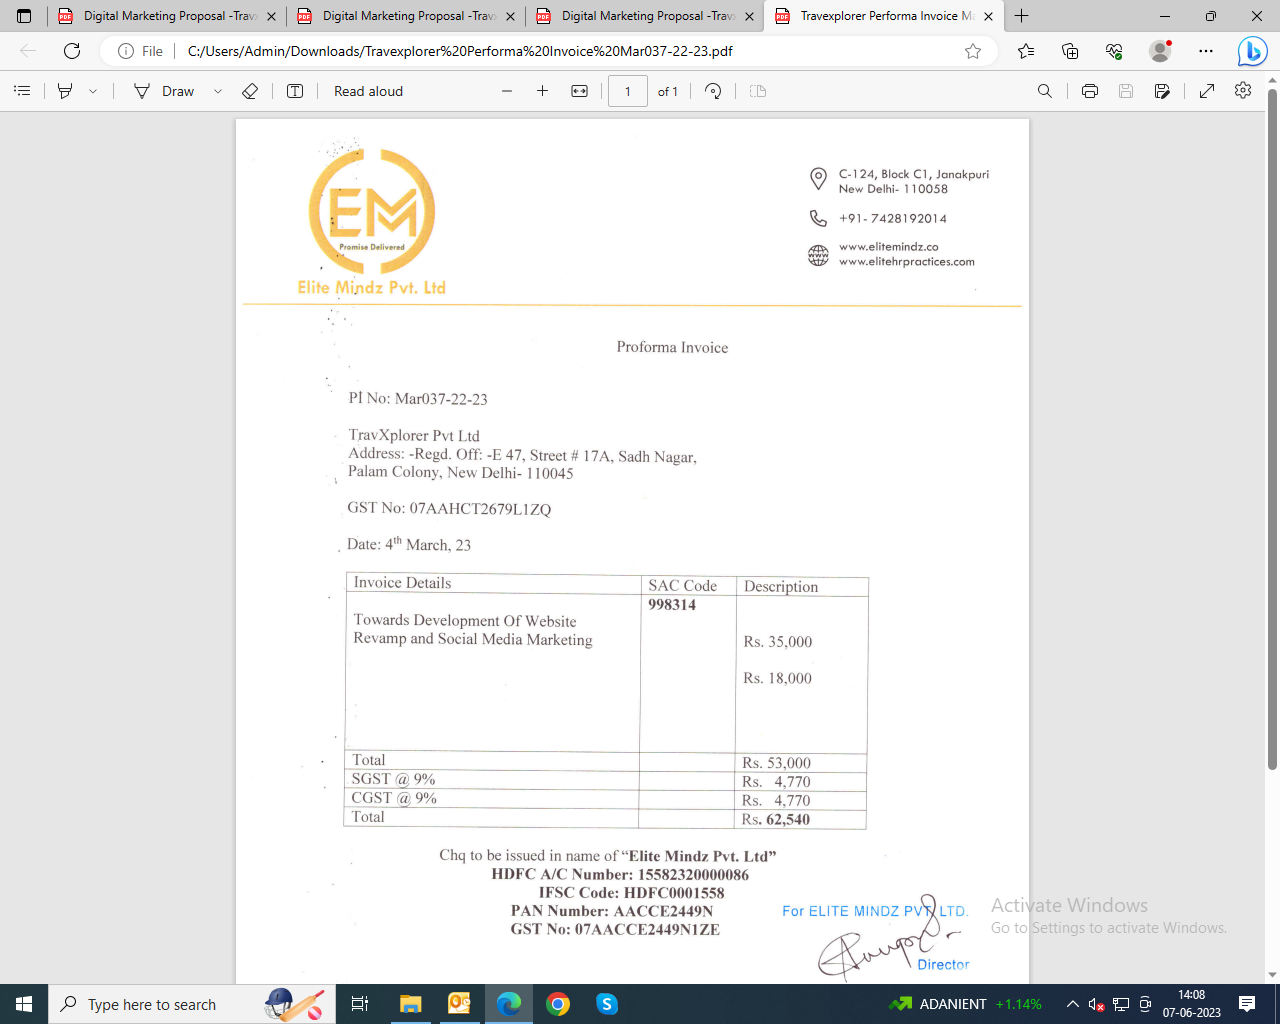 Digital Marketing Proposal -Trav
Digital Marketing Proposal -Trav
Digital Marketing Proposal -Trav
Travexplorer Performa Invoice M
File
C:/Users/Admin/Downloads/Travexplorer%20Performa%20Invoice%20Mar037-22-23.pdf
Draw
Read aloud
1 of 1
EM
Promise Delivered
Elite Mindz Pvt. Ltd
C-124, Block C1, Janakpuri
New Delhi- 110058
+91- 7428192014
www.elitemindz.co
www.elitehrpractices.com
Proforma Invoice
PI No: Mar037-22-23
TravXplorer Pvt Ltd
Address: -Regd. Off: -E 47, Street # 17A, Sadh Nagar,
Palam Colony, New Delhi- 110045
GST No: 07AAHCT2679L1ZQ
Date: 4th March, 23
Invoice Details SAC Code Description
998314
Towards Development Of Website
Revamp and Social Media Marketing Rs. 35,000
Rs. 18,000
Total Rs. 53,000
SGST @ 9% Rs. 4,770
CGST @ 9% Rs. 4,770
Total Rs. 62,540
Chq to be issued in name of “Elite Mindz Pvt. Ltd”
HDFC A/C Number: 15582320000086
IFSC Code: HDFC0001558
PAN Number: AACCE2449N
GST No: 07AACCE2449N1ZE
For ELITE MINDZ PVT. LTD.
Director
Activate Windows
Go to Settings to activate Windows.
Type here to search
ADANIENT +1.14%
14:08
07-06-2023